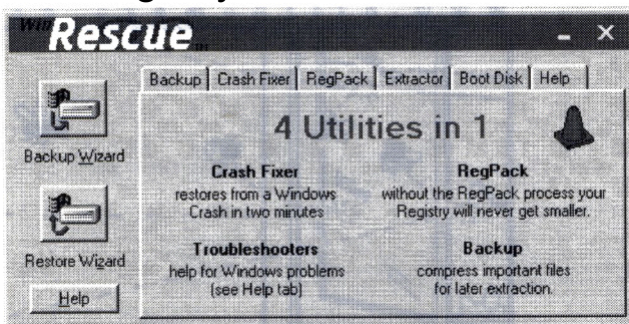 WinRescue
Backup Crash Fixer RegPack Extractor Boot Disk Help
4 Utilities in 1
Backup Wizard
Crash Fixer
restores from a Windows
Crash in two minutes
RegPack
without the RegPack process your
Registry will never get smaller.
Restore Wizard
Troubleshooters
help for Windows problems
(see Help tab)
Backup
compress important files
for later extraction.
Help